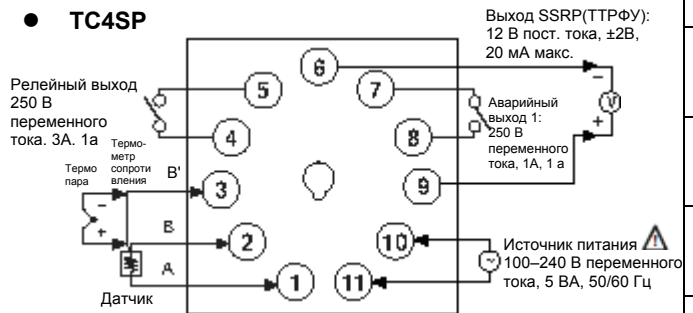 ● TC4SP
Выход SSRP(ТТРФУ):
12 В пост. тока, ±2В,
20 мА макс.
Релейный выход
250 В
переменного
тока. 3А. 1а
5
4
6
7
8
9
−
V
+
Аварийный
выход 1:
250 В
переменного
тока, 1А, 1 а
Термо
пара
Термо-
метр
сопроти
вления
−
+
B'
B
A
3
2
1
Датчик
10
11
~
Источник питания
100–240 В переменного
тока, 5 ВА, 50/60 Гц